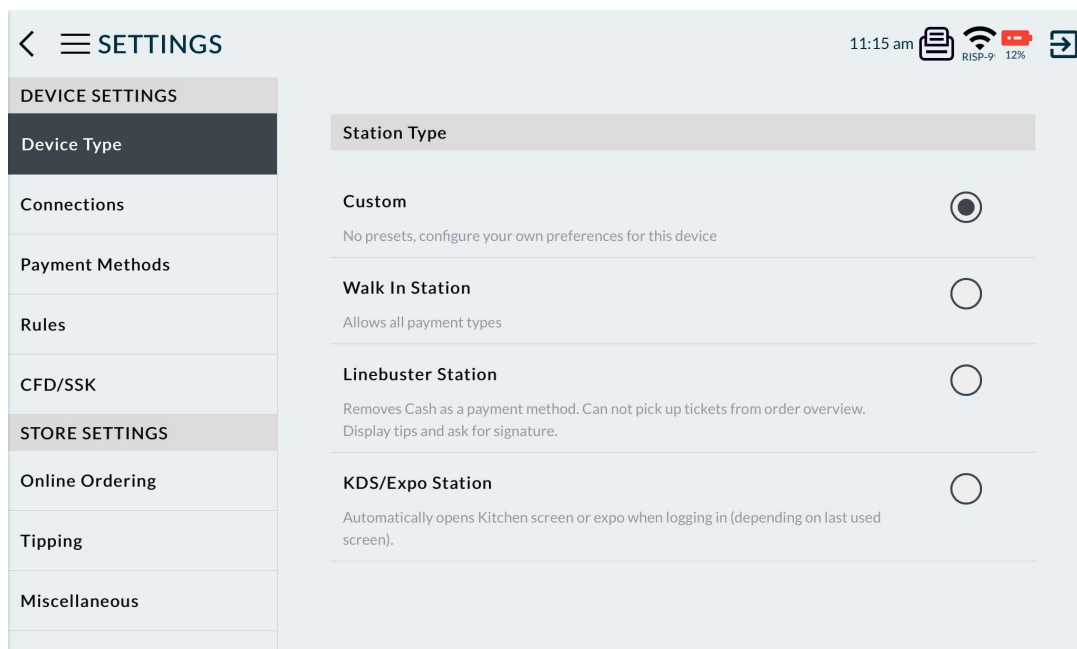 SETTINGS
11:15 am
RISP-9
12%
DEVICE SETTINGS
Device Type
Connections
Payment Methods
Rules
CFD/SSK
STORE SETTINGS
Online Ordering
Tipping
Miscellaneous
Station Type
Custom
No presets, configure your own preferences for this device
Walk In Station
Allows all payment types
Linebuster Station
Removes Cash as a payment method. Can not pick up tickets from order overview.
Display tips and ask for signature.
KDS/Expo Station
Automatically opens Kitchen screen or expo when logging in (depending on last used
screen).